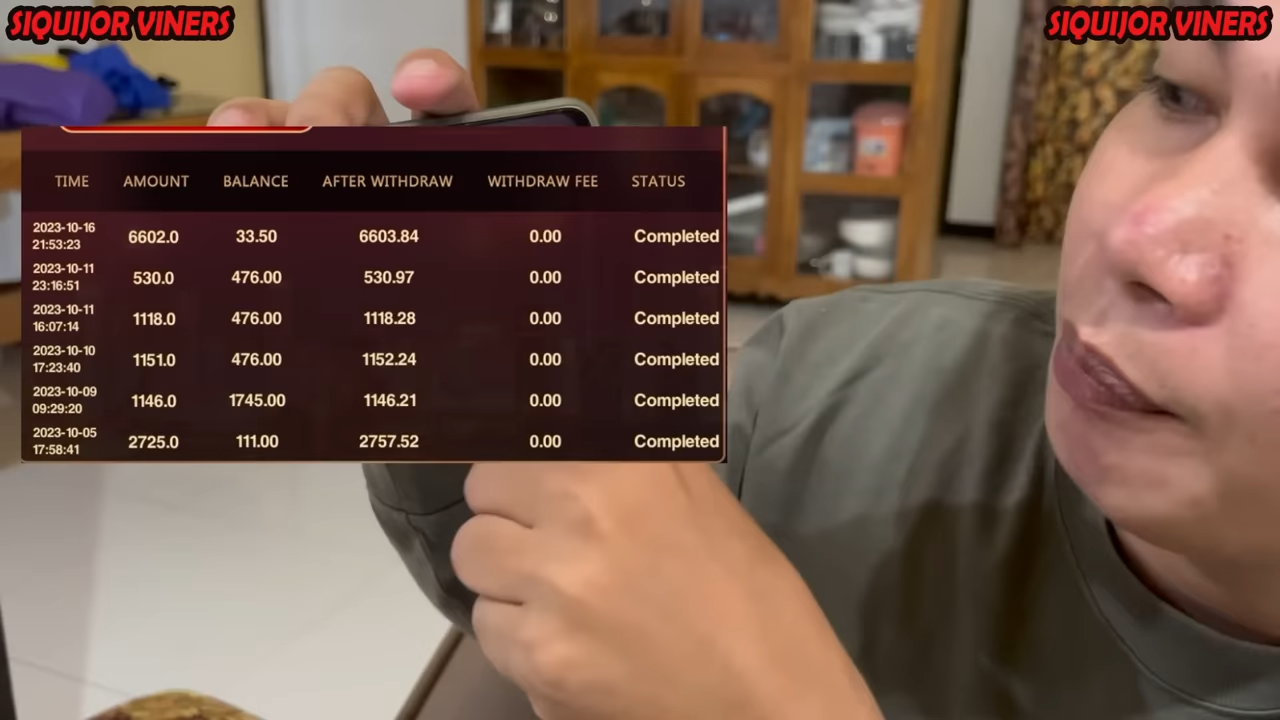 SIQUIJOR VINERS
SIQUIJOR VINERS
TIME AMOUNT BALANCE AFTER WITHDRAW WITHDRAW FEE STATUS
2023-10-16
21:53:23 6602.0 33.50 6603.84 0.00 Completed
2023-10-11
23:16:51 530.0 476.00 530.97 0.00 Completed
2023-10-11
16:07:14 1118.0 476.00 1118.28 0.00 Completed
2023-10-10
17:23:40 1151.0 476.00 1152.24 0.00 Completed
2023-10-09
09:29:20 1146.0 1745.00 1146.21 0.00 Completed
2023-10-05
17:58:41 2725.0 111.00 2757.52 0.00 Completed